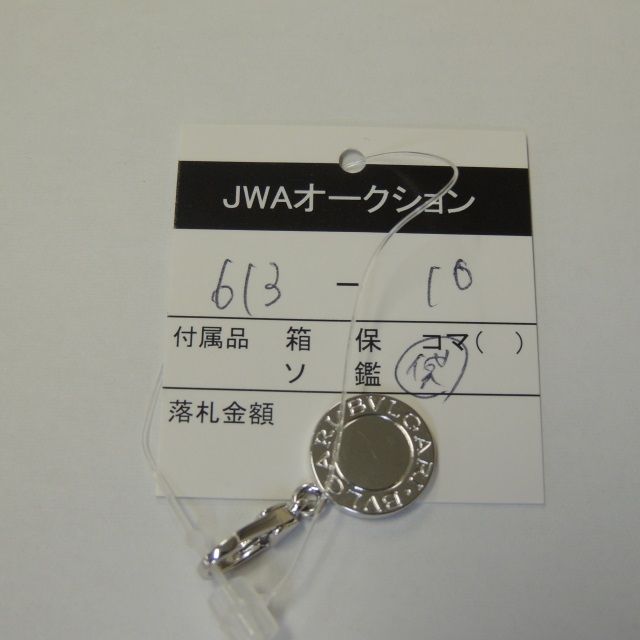 JWAオークション
613 - 10
付属品 箱 保 コマ( )
ソ 鑑 袋
落札金額
BVLGARI BVLGARI